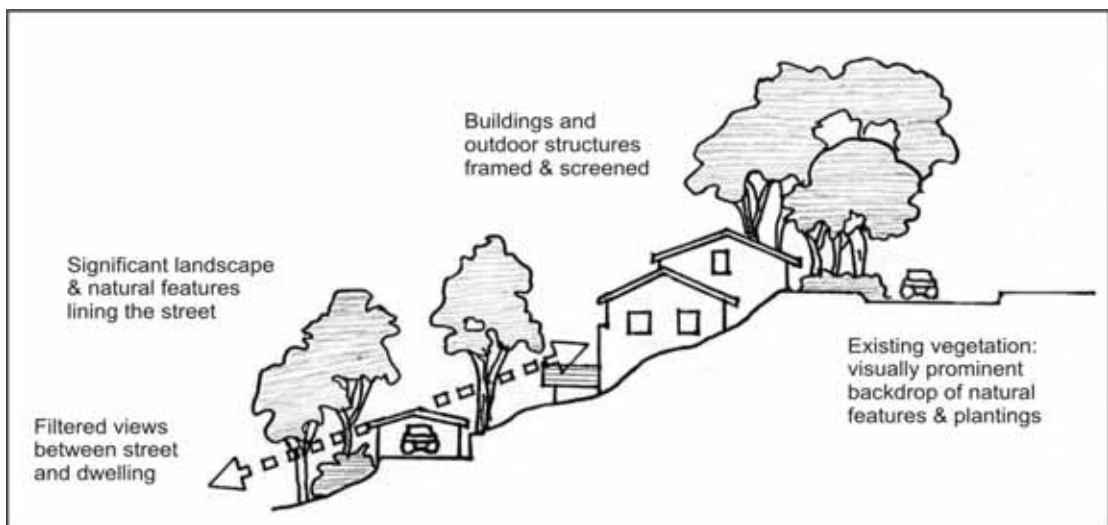 Buildings and
outdoor structures
framed & screened
Significant landscape
& natural features
lining the street
Existing vegetation:
visually prominent
backdrop of natural
features & plantings
Filtered views
between street
and dwelling